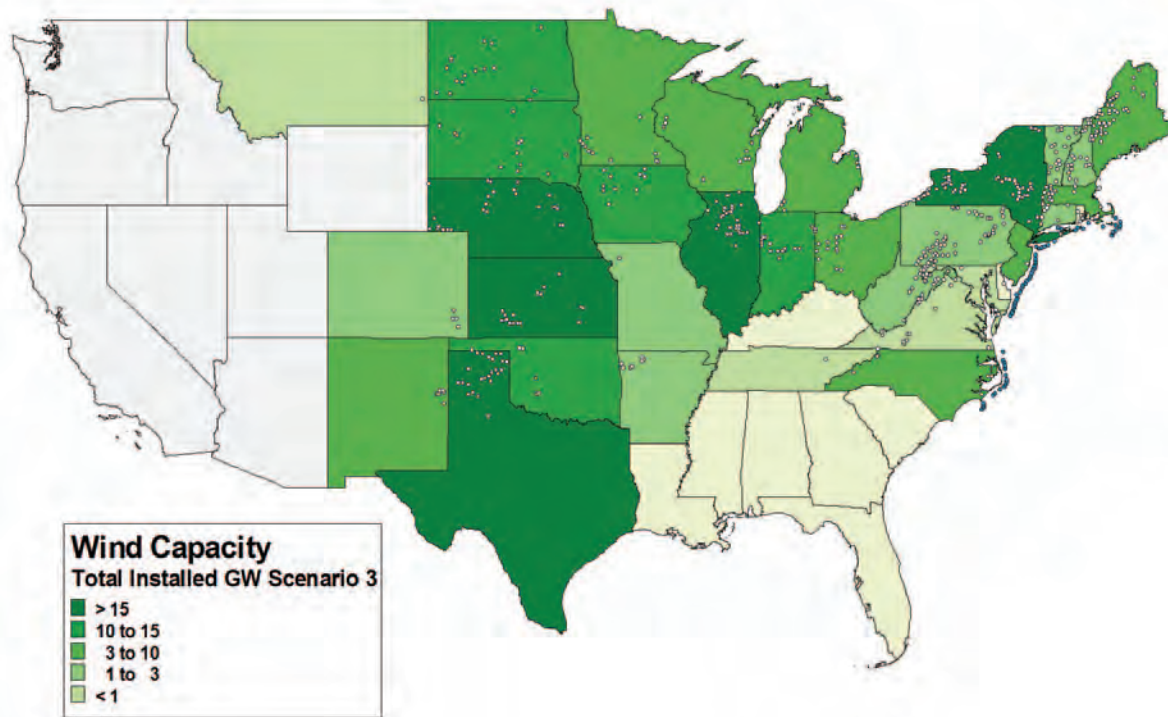 Wind Capacity
Total Installed GW Scenario 3
> 15
10 to 15
3 to 10
1 to 3
< 1